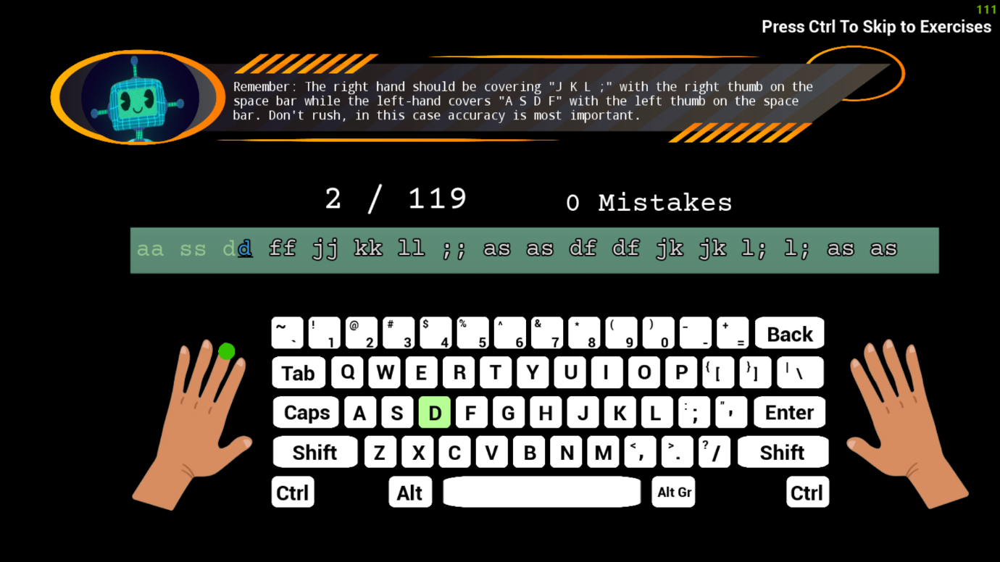 111
Press Ctrl To Skip to Exercises
Remember: The right hand should be covering "J K L ;" with the right thumb on the
space bar while the left-hand covers "A S D F" with the left thumb on the space
bar. Don't rush, in this case accuracy is most important.
2 / 119 0 Mistakes
aa ss dd ff jj kk ll ;; as as df df jk jk l; l; as as
~ ` ! 1 @ 2 # 3 $ 4 % 5 ^ 6 & 7 * 8 ( 9 ) 0 _ - + = Back
Tab Q W E R T Y U I O P { [ } ] | \
Caps A S D F G H J K L : ; " ' Enter
Shift Z X C V B N M < , > . ? / Shift
Ctrl Alt Alt Gr Ctrl